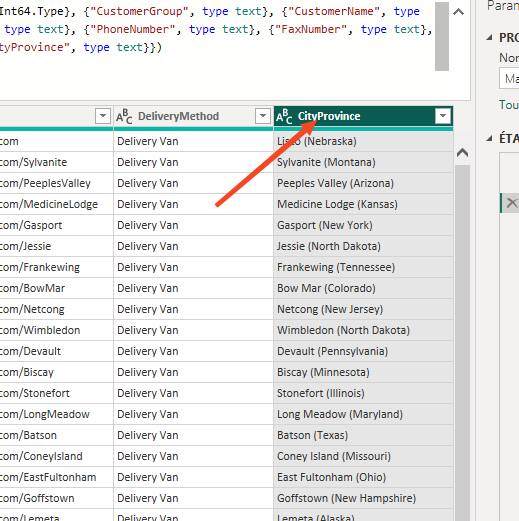 Int64.Type}, {"CustomerGroup", type text}, {"CustomerName", type
type text}, {"PhoneNumber", type text}, {"FaxNumber", type text},
tyProvince", type text}})
Param
PRO
Nor
Ma
Tou
ÉTA
ABC DeliveryMethod ABC CityProvince
com Delivery Van (Nebraska)
com/Sylvanite Delivery Van Sylvanite (Montana)
com/PeeplesValley Delivery Van Peeples Valley (Arizona)
com/MedicineLodge Delivery Van Medicine Lodge (Kansas)
com/Gasport Delivery Van Gasport (New York)
com/Jessie Delivery Van Jessie (North Dakota)
com/Frankewing Delivery Van Frankewing (Tennessee)
com/BowMar Delivery Van Bow Mar (Colorado)
com/Netcong Delivery Van Netcong (New Jersey)
com/Wimbledon Delivery Van Wimbledon (North Dakota)
com/Devault Delivery Van Devault (Pennsylvania)
com/Biscay Delivery Van Biscay (Minnesota)
com/Stonefort Delivery Van Stonefort (Illinois)
com/LongMeadow Delivery Van Long Meadow (Maryland)
com/Batson Delivery Van Batson (Texas)
com/ConeyIsland Delivery Van Coney Island (Missouri)
com/EastFultonham Delivery Van East Fultonham (Ohio)
com/Goffstown Delivery Van Goffstown (New Hampshire)
com/Lemeta Delivery Van Lemeta (Alaska)